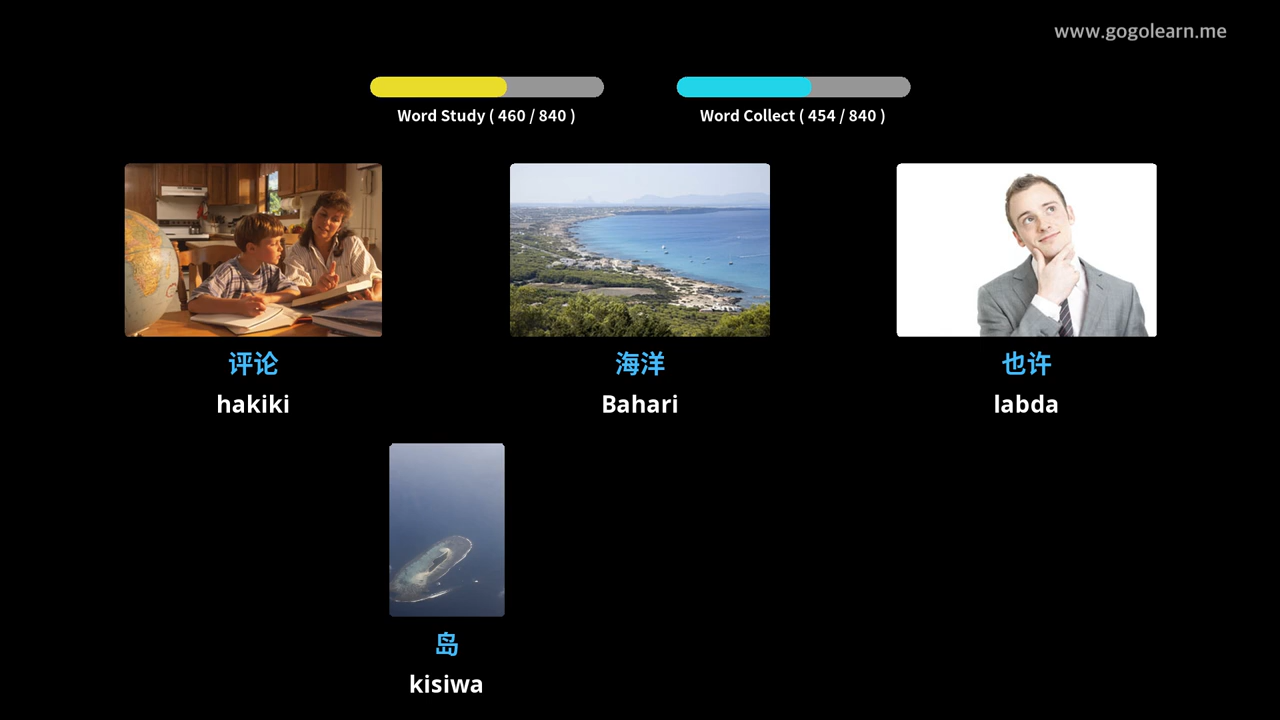 www.gogolearn.me
Word Study ( 460 / 840 )
Word Collect ( 454 / 840 )
评论
hakiki
海洋
Bahari
也许
labda
岛
kisiwa